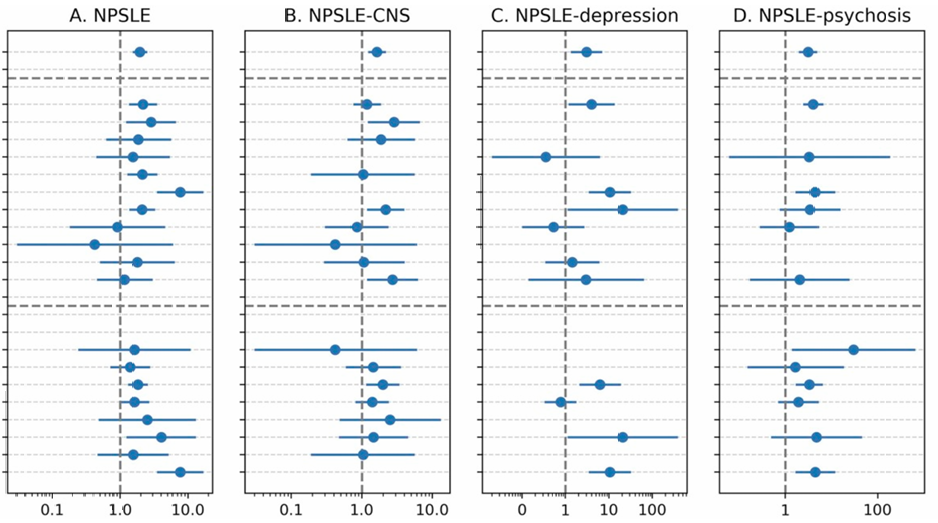 A. NPSLE B. NPSLE-CNS C. NPSLE-depression D. NPSLE-psychosis
0.1 1.0 10.0 0.1 1.0 10.0 0 1 10 100 1 100